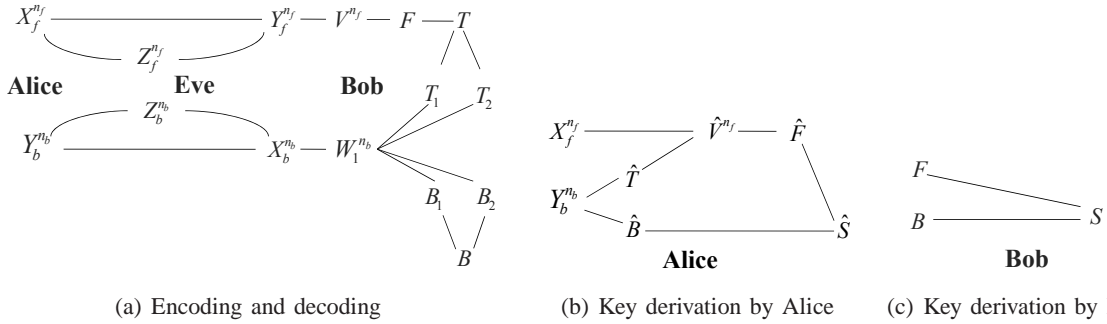 X_f^{n_f} Y_f^{n_f} V^{n_f} F T
Z_f^{n_f}
Alice Eve Bob
Z_b^{n_b} T_1 T_2
Y_b^{n_b} X_b^{n_b} W_1^{n_b}
B_1 B_2
B
(a) Encoding and decoding
X_f^{n_f} \hat{V}^{n_f} \hat{F}
\hat{T}
Y_b^{n_b}
\hat{B} \hat{S}
Alice
(b) Key derivation by Alice
F
B S
Bob
(c) Key derivation by